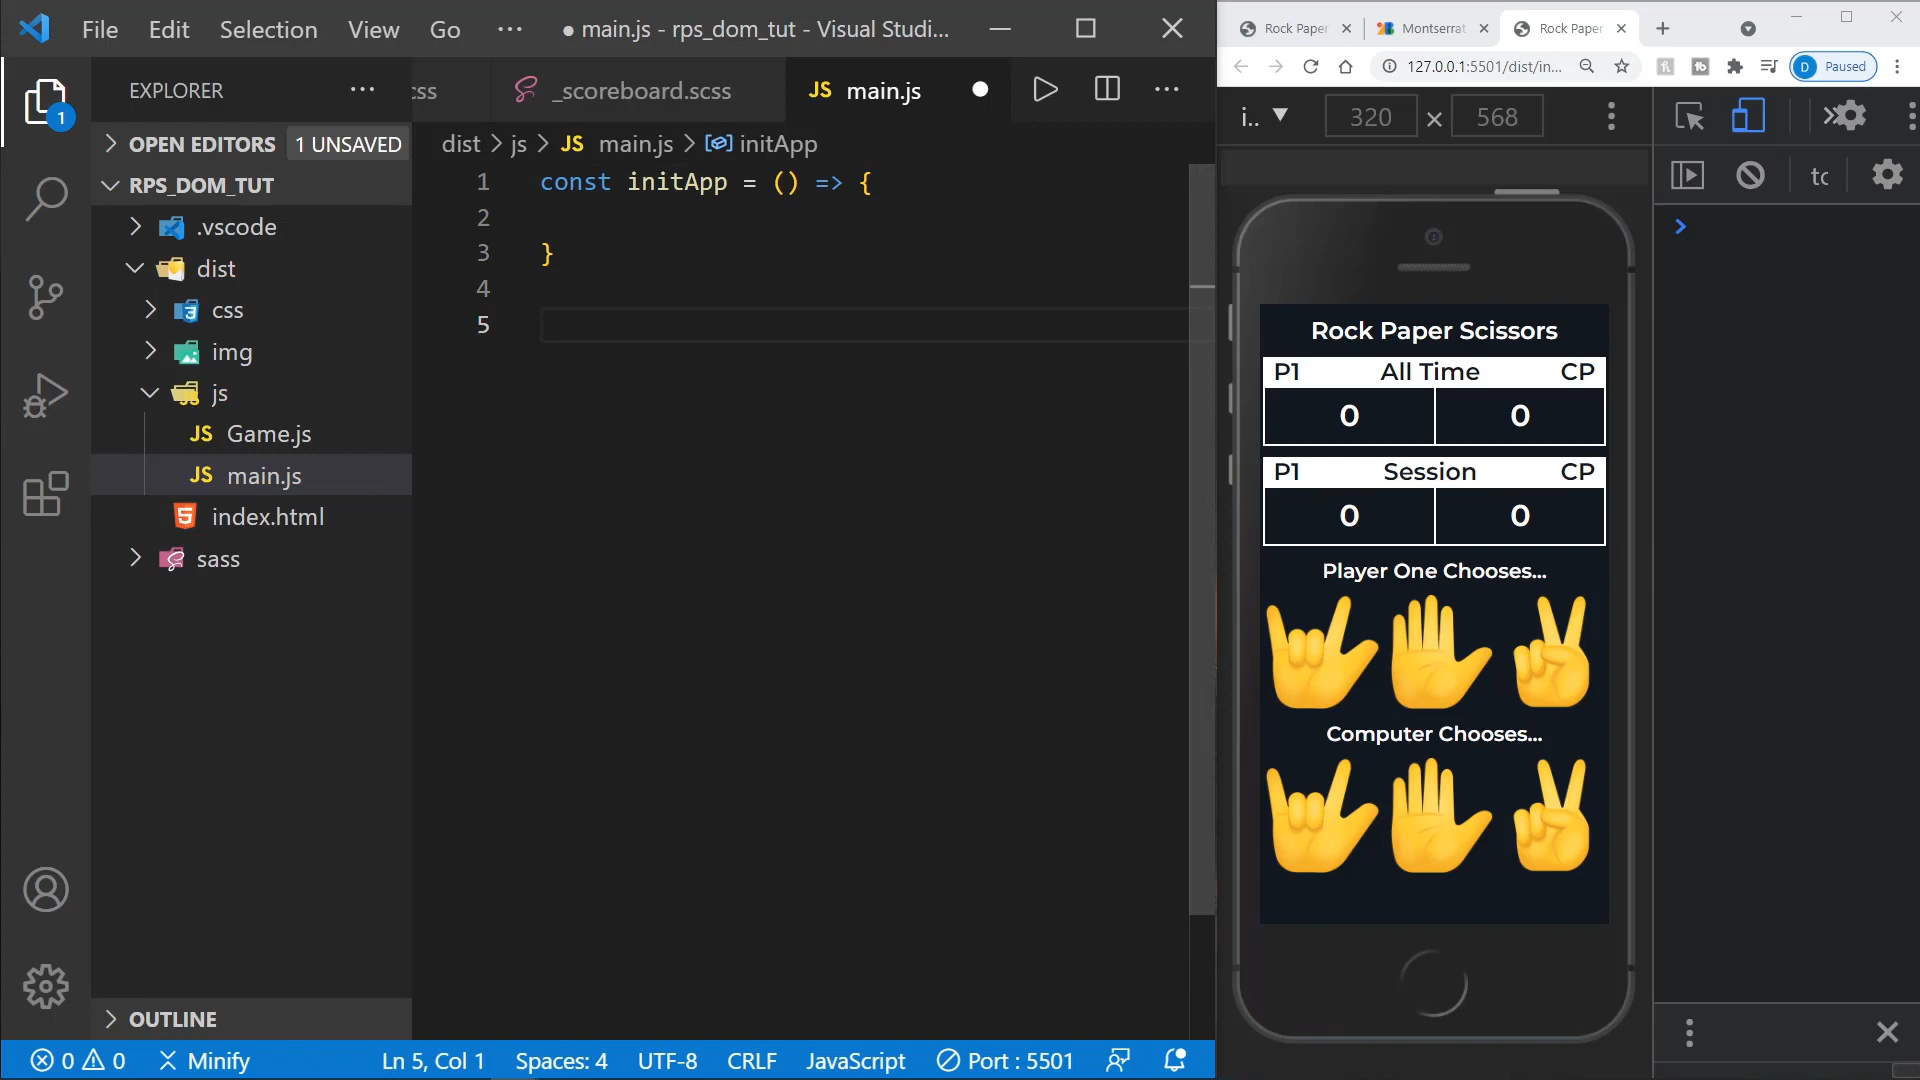 File Edit Selection View Go ··· ● main.js - rps_dom_tut - Visual Studi...
EXPLORER
OPEN EDITORS 1 UNSAVED
RPS_DOM_TUT
.vscode
dist
css
img
js
JS Game.js
JS main.js
index.html
sass
OUTLINE
css _scoreboard.scss JS main.js
dist > js > JS main.js > initApp
1 const initApp = () => {
2
3 }
4
5
0 0 Minify Ln 5, Col 1 Spaces: 4 UTF-8 CRLF JavaScript Port : 5501
Rock Paper Montserrat Rock Paper
127.0.0.1:5501/dist/in... D Paused
i.. 320 × 568
Rock Paper Scissors
P1 All Time CP
0 0
P1 Session CP
0 0
Player One Chooses...
Computer Chooses...